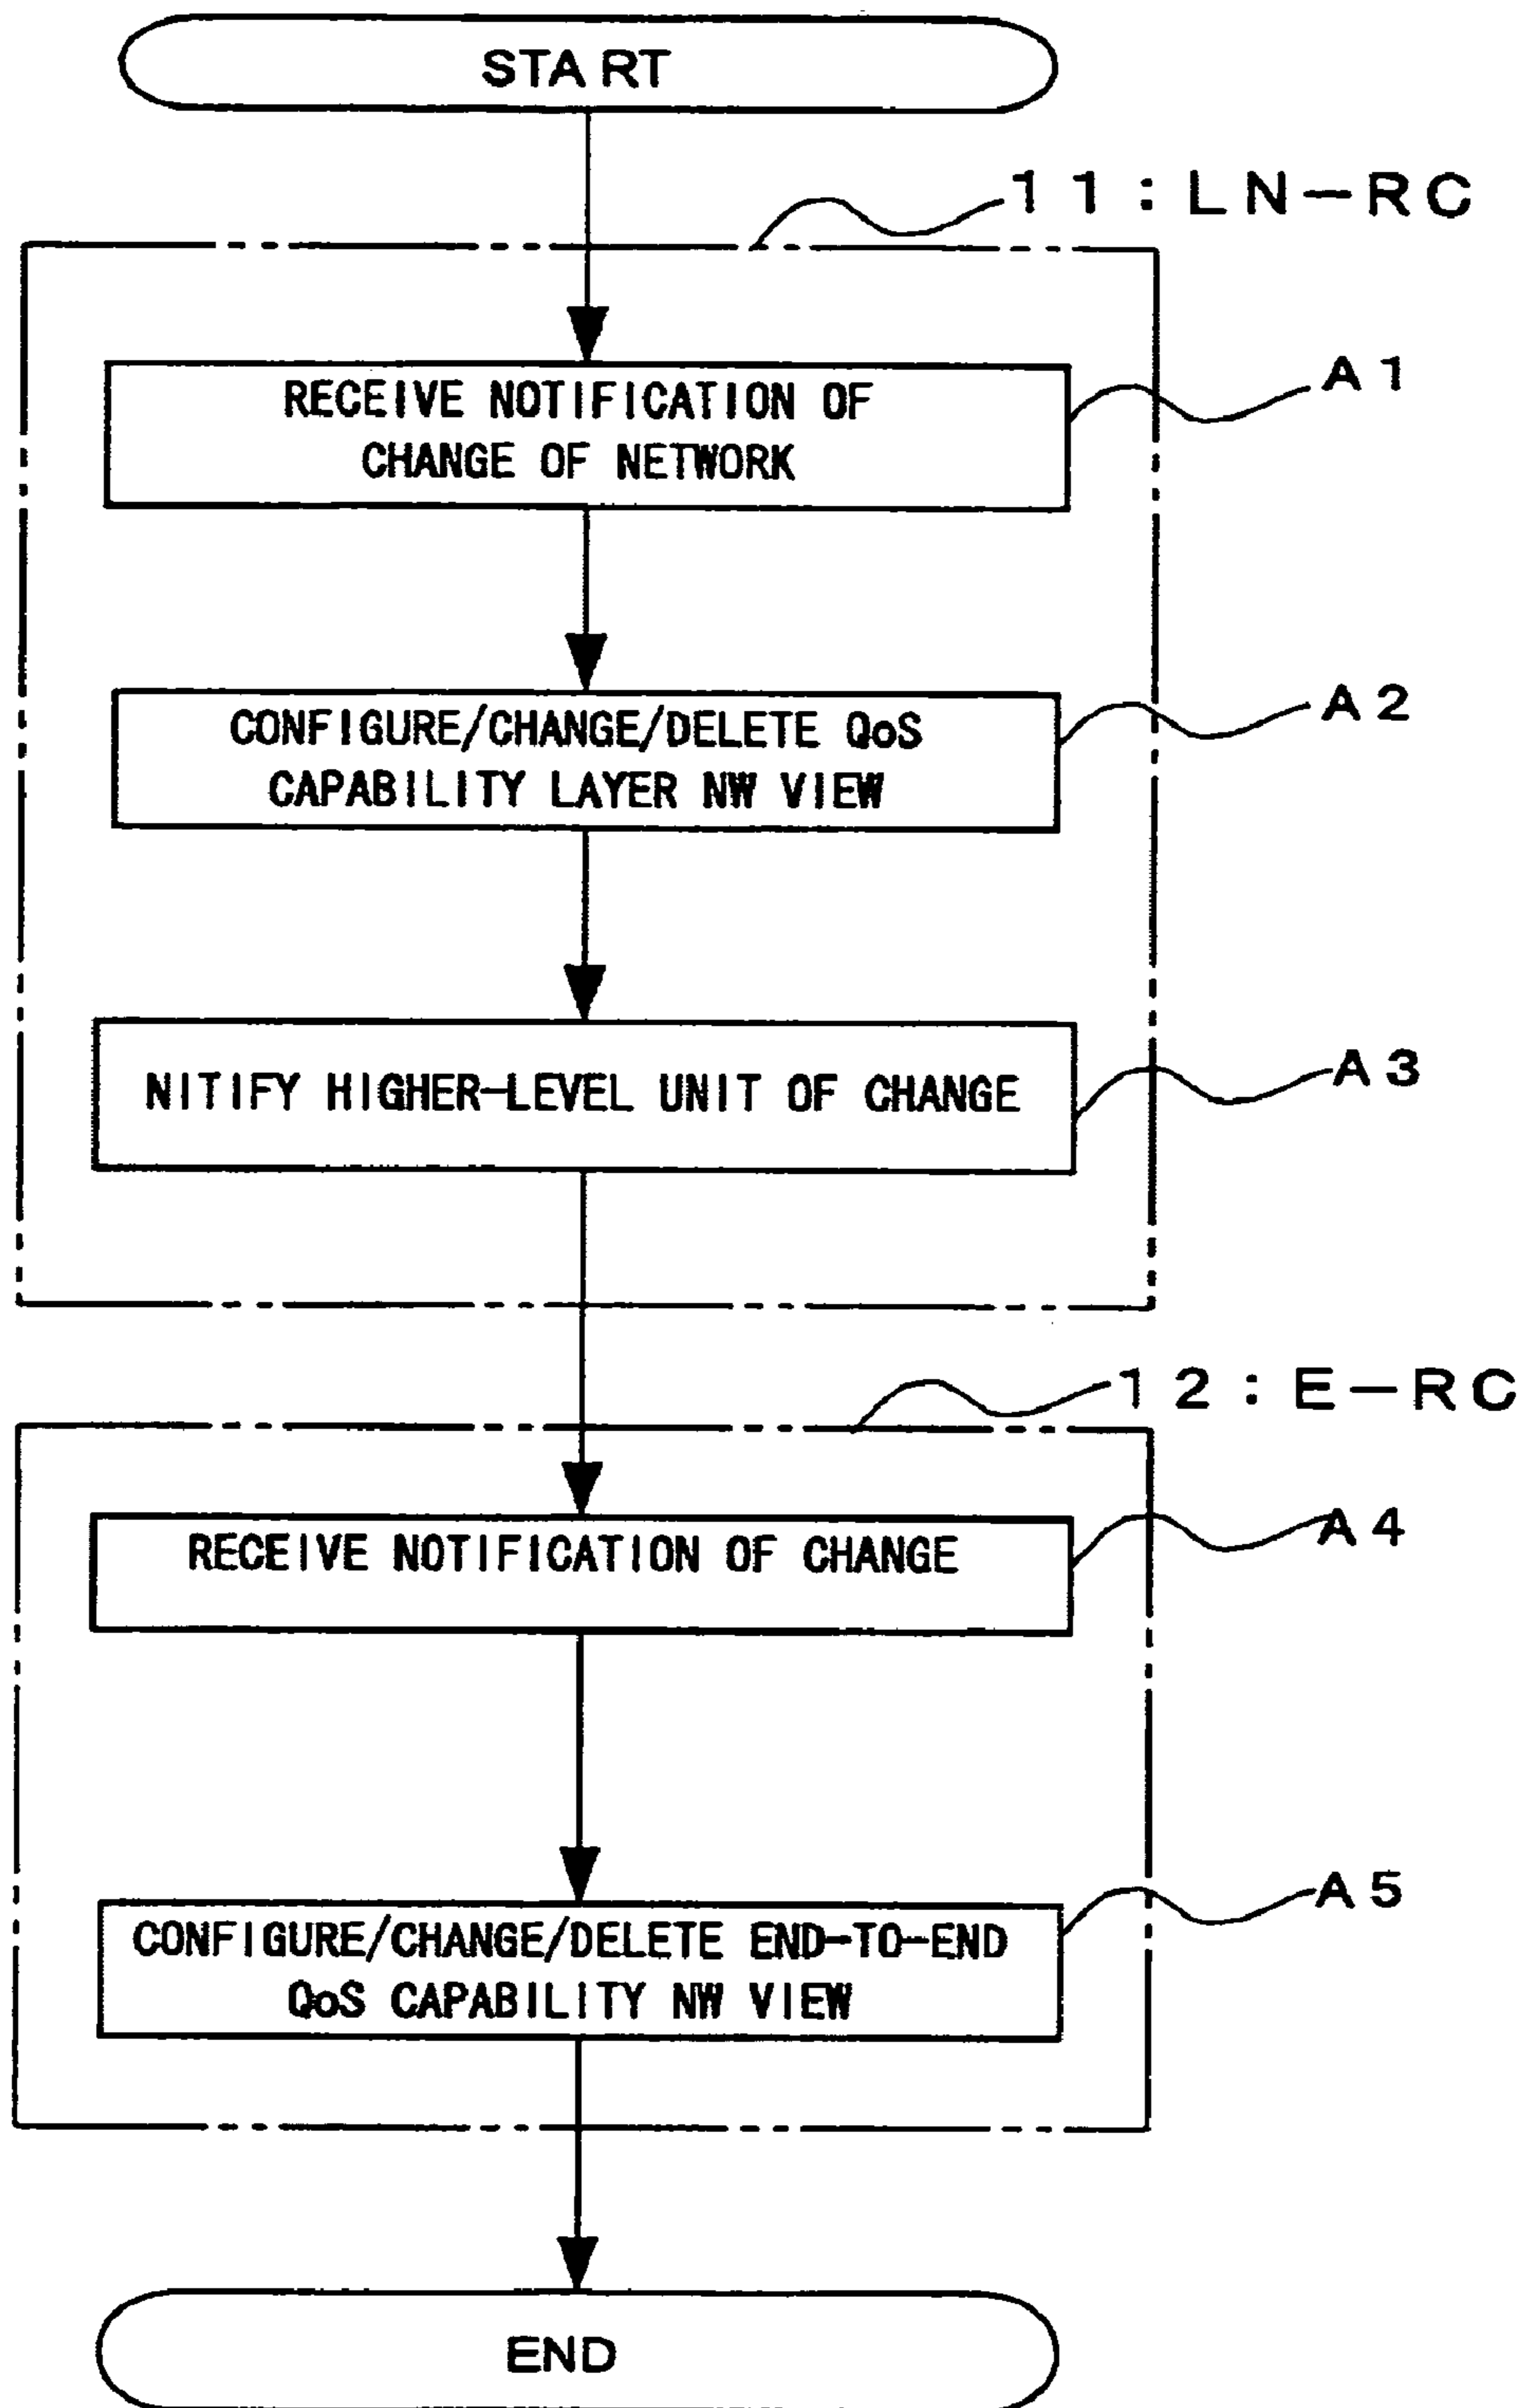 START
11: LN-RC
RECEIVE NOTIFICATION OF
CHANGE OF NETWORK
A1
CONFIGURE/CHANGE/DELETE QoS
CAPABILITY LAYER NW VIEW
A2
NITIFY HIGHER-LEVEL UNIT OF CHANGE
A3
12: E-RC
RECEIVE NOTIFICATION OF CHANGE
A4
CONFIGURE/CHANGE/DELETE END-TO-END
QoS CAPABILITY NW VIEW
A5
END